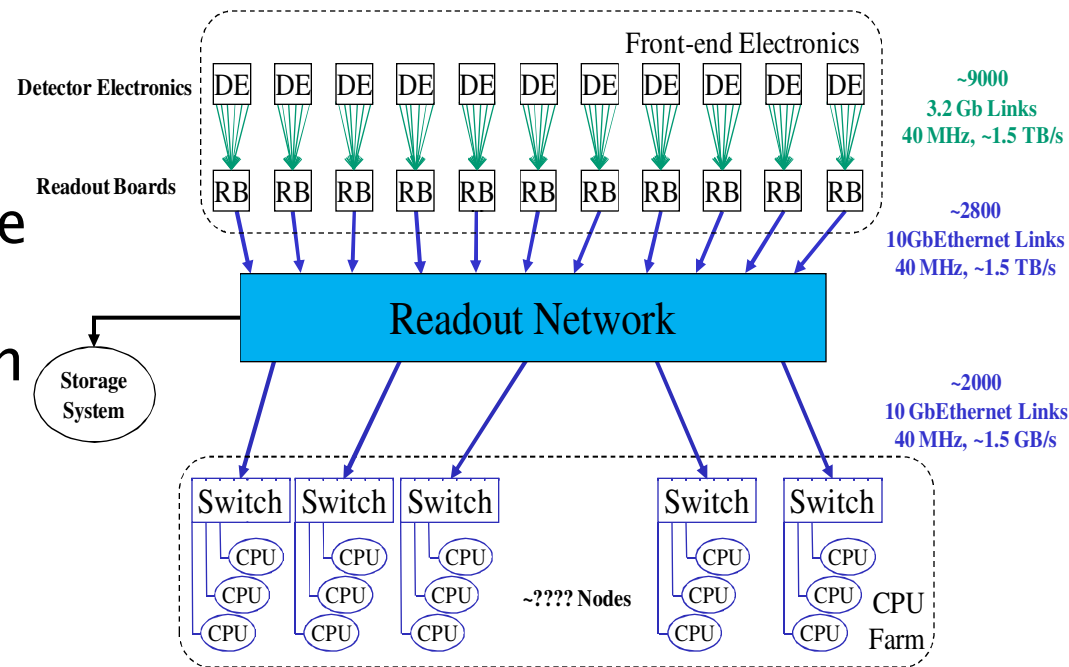 Front-end Electronics
Detector Electronics
DE DE DE DE DE DE DE DE DE DE DE
~9000
3.2 Gb Links
40 MHz, ~1.5 TB/s
Readout Boards
RB RB RB RB RB RB RB RB RB RB RB
e
~2800
10GbEthernet Links
40 MHz, ~1.5 TB/s
Readout Network
n
Storage
System
~2000
10 GbEthernet Links
40 MHz, ~1.5 GB/s
Switch Switch Switch Switch Switch
CPU CPU CPU CPU CPU
CPU CPU CPU CPU CPU
~???? Nodes
CPU CPU CPU CPU CPU
CPU
Farm